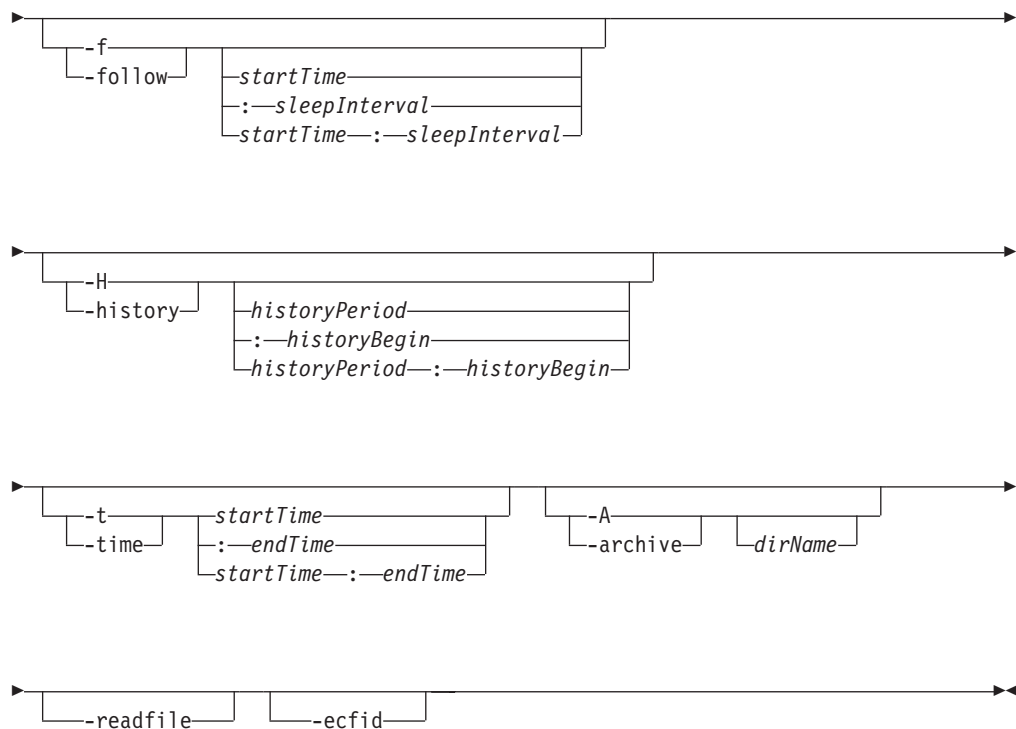 -f
-follow
startTime
: sleepInterval
startTime : sleepInterval
-H
-history
historyPeriod
: historyBegin
historyPeriod : historyBegin
-t
-time
startTime
: endTime
startTime : endTime
-A
-archive
dirName
-readfile
-ecfid